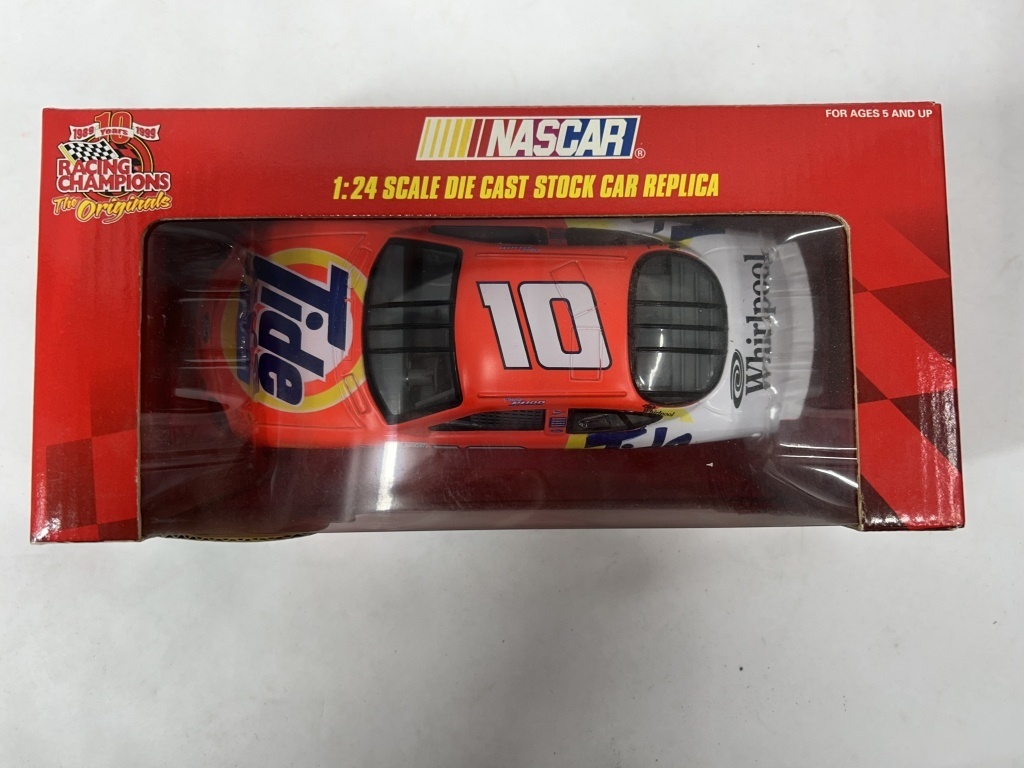 1989 10 Years 1999
RACING
CHAMPIONS
The Originals
NASCAR®
FOR AGES 5 AND UP
1:24 SCALE DIE CAST STOCK CAR REPLICA
Tide
10
Whirlpool
Tide